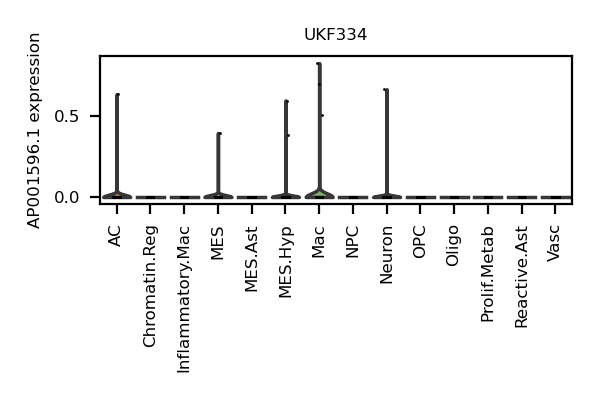 UKF334
AP001596.1 expression
0.5
0.0
AC
Chromatin.Reg
Inflammatory.Mac
MES
MES.Ast
MES.Hyp
Mac
NPC
Neuron
OPC
Oligo
Prolif.Metab
Reactive.Ast
Vasc